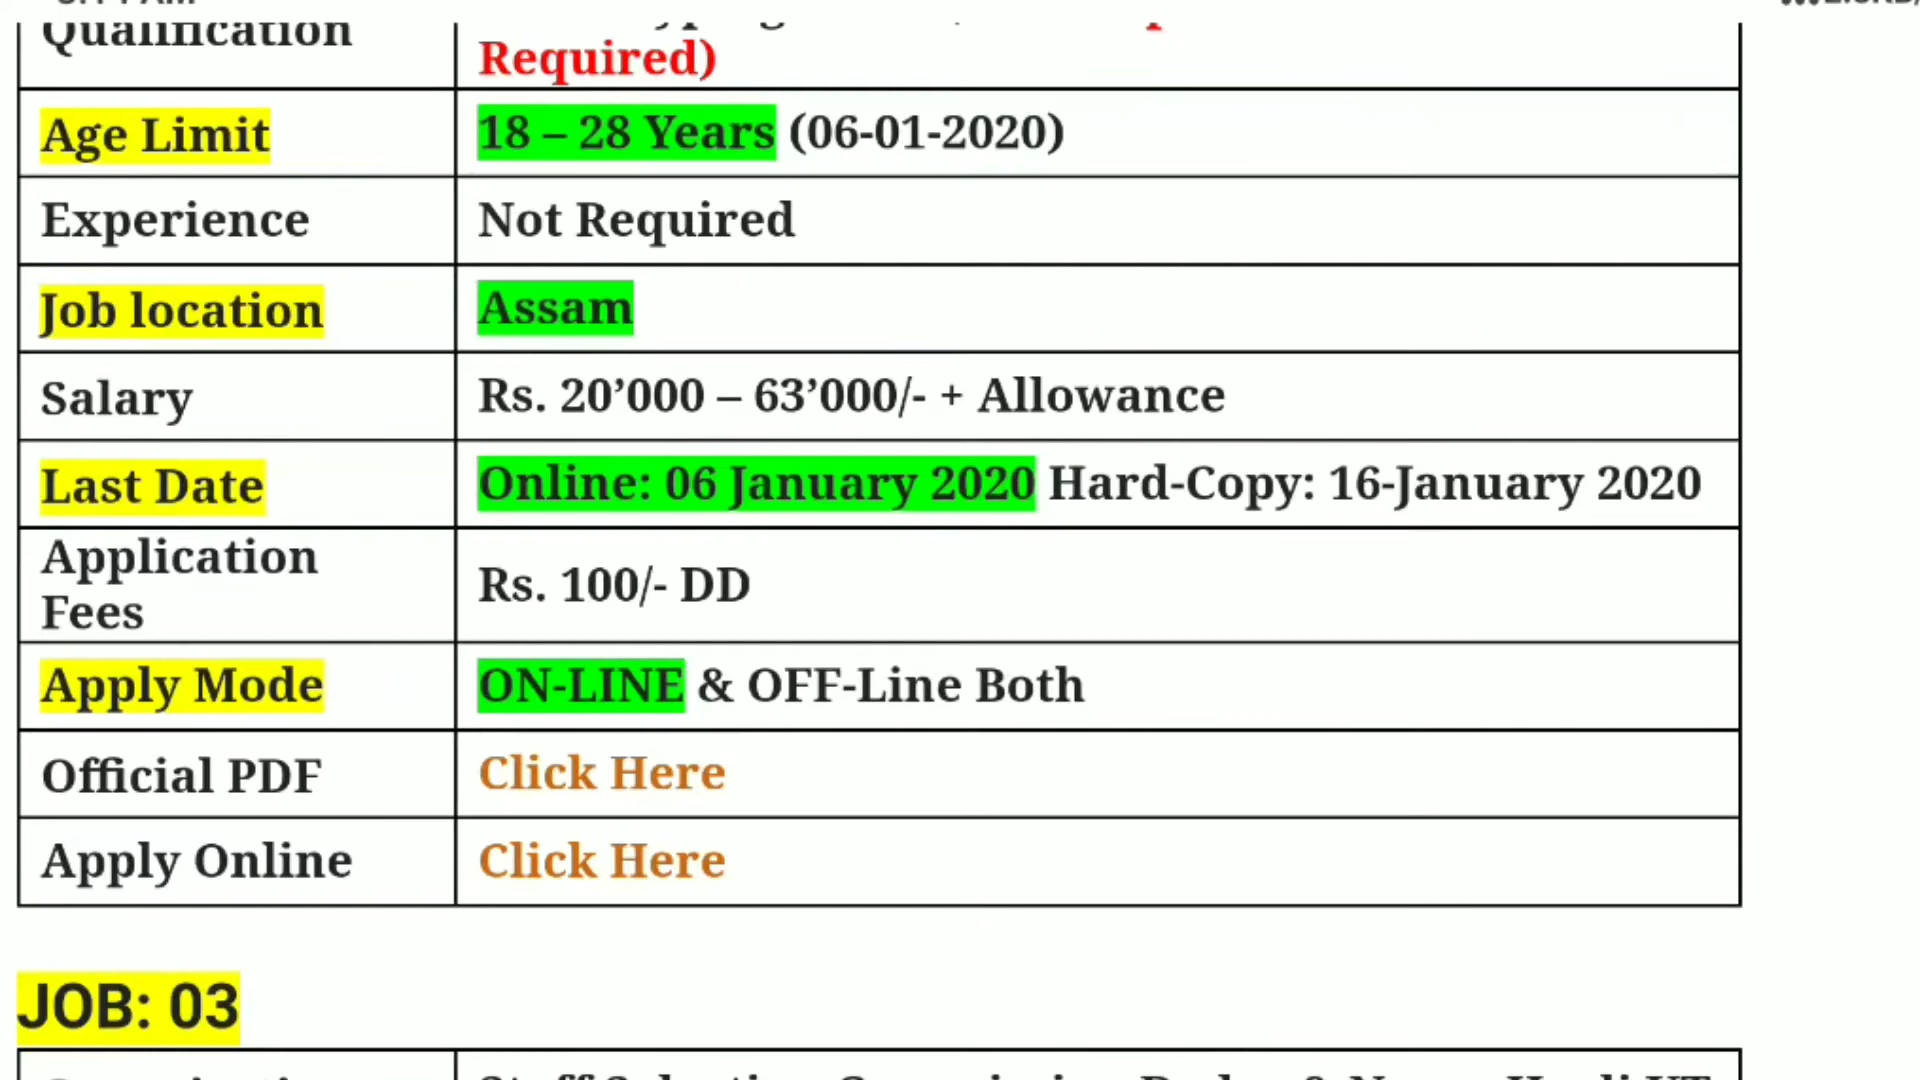 Qualification
Required)
Age Limit 18 – 28 Years (06-01-2020)
Experience Not Required
Job location Assam
Salary Rs. 20’000 – 63’000/- + Allowance
Last Date Online: 06 January 2020 Hard-Copy: 16-January 2020
Application
Fees
Rs. 100/- DD
Apply Mode ON-LINE & OFF-Line Both
Official PDF Click Here
Apply Online Click Here
JOB: 03